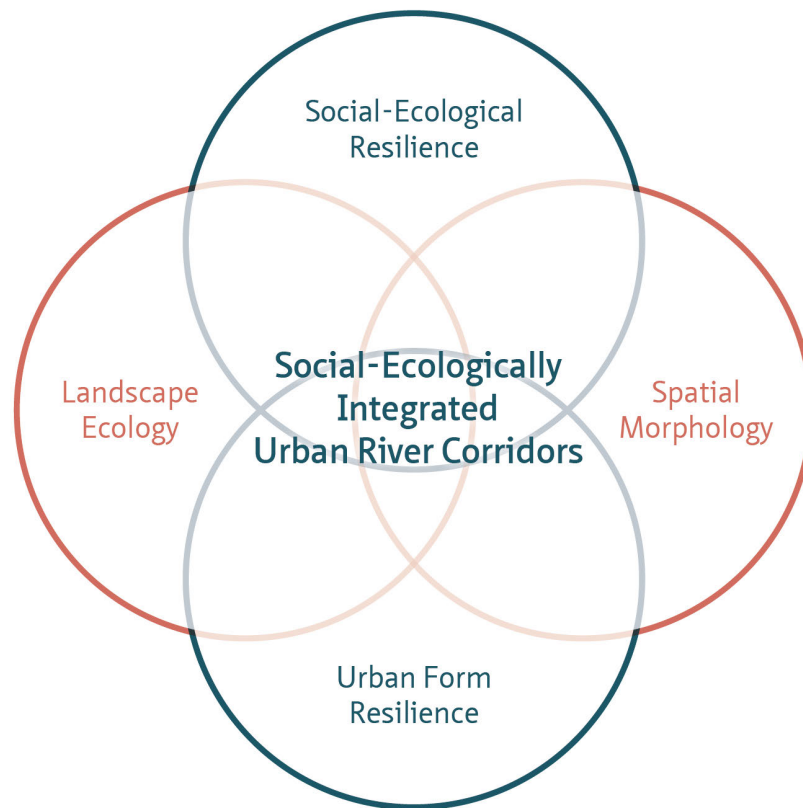 Social-Ecological
Resilience
Landscape
Ecology
Social-Ecologically
Integrated
Urban River Corridors
Spatial
Morphology
Urban Form
Resilience